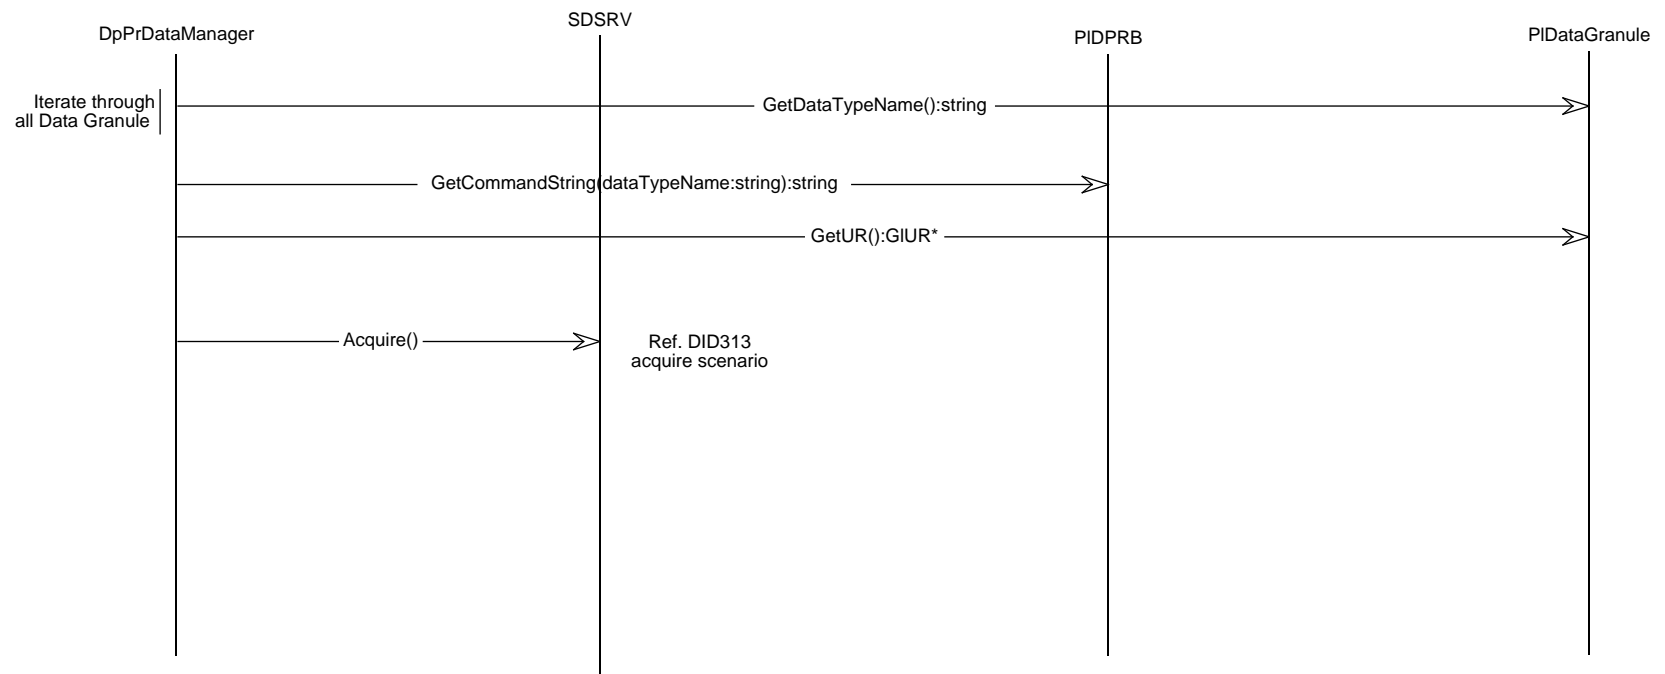 SDSRV
DpPrDataManager
PlDPRB
PlDataGranule
Iterate through
all Data Granule
GetDataTypeName():string
GetCommandString(dataTypeName:string):string
GetUR():GlUR*
Acquire()
Ref. DID313
acquire scenario